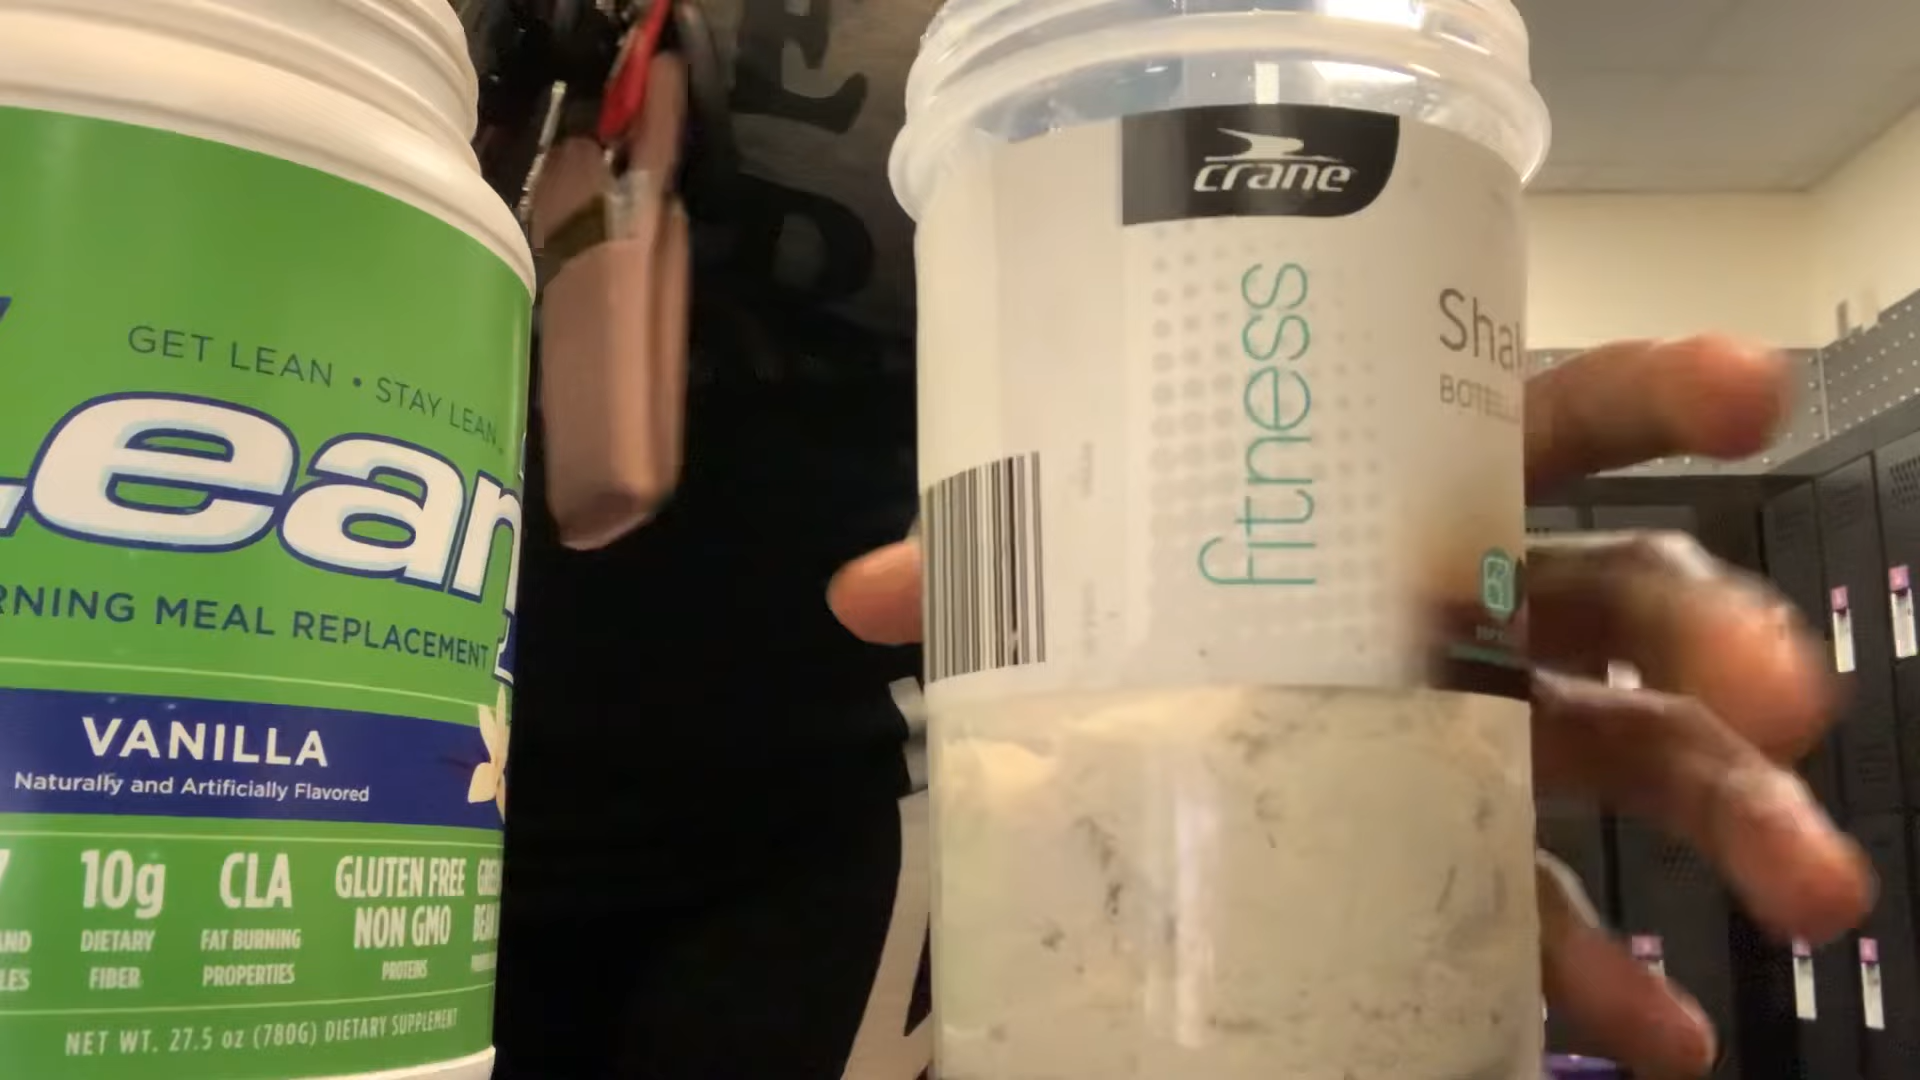 GET LEAN • STAY LEAN
Lean
RNING MEAL REPLACEMENT
VANILLA
Naturally and Artificially Flavored
10g
DIETARY
FIBER
CLA
FAT BURNING
PROPERTIES
GLUTEN FREE
NON GMO
PROTEINS
NET WT. 27.5 oz (780G) DIETARY SUPPLEMENT
crane
fitness
Shak